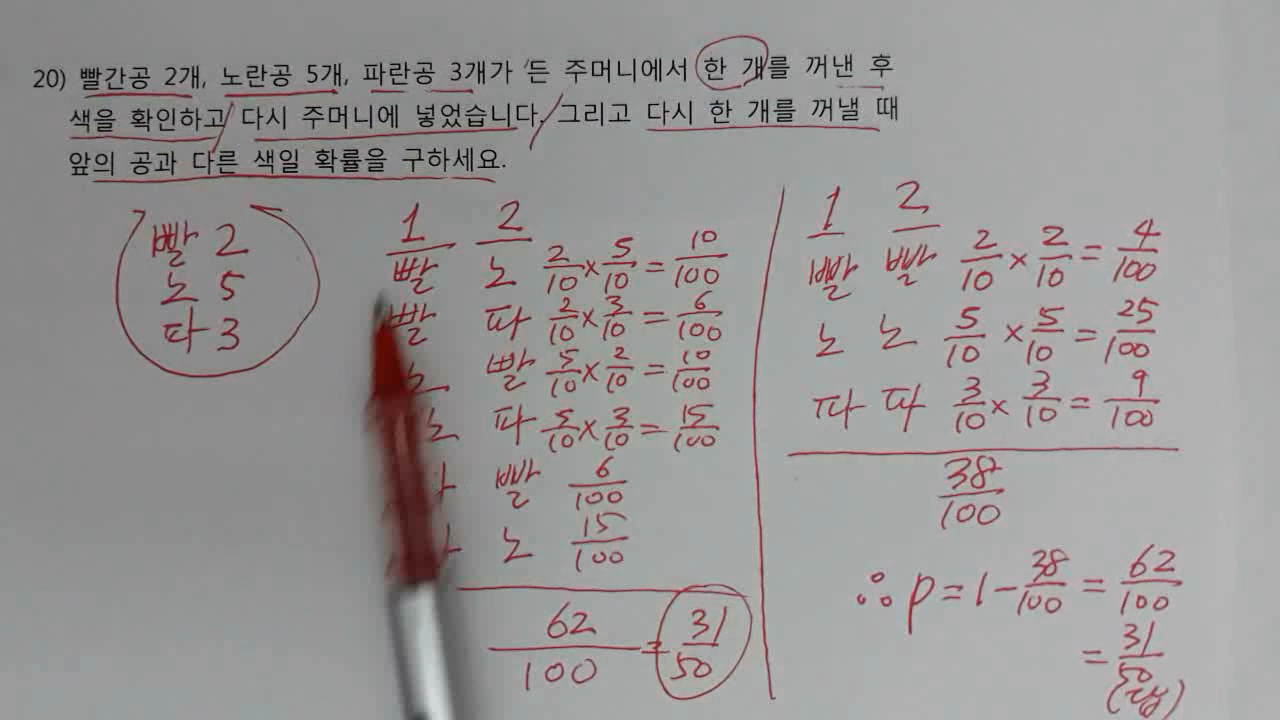 20) 빨간공 2개, 노란공 5개, 파란공 3개가 든 주머니에서 한 개를 꺼낸 후
색을 확인하고 다시 주머니에 넣었습니다. 그리고 다시 한 개를 꺼낼 때
앞의 공과 다른 색일 확률을 구하세요.
빨 2
노 5
파 3
1 2
빨 노 2/10 × 5/10 = 10/100
빨 파 2/10 × 3/10 = 6/100
노 빨 5/10 × 2/10 = 10/100
노 파 5/10 × 3/10 = 15/100
빨 6/100
노 15/100
62/100 = 31/50
1 2
빨 빨 2/10 × 2/10 = 4/100
노 노 5/10 × 5/10 = 25/100
파 파 3/10 × 3/10 = 9/100
38/100
∴ p = 1 - 38/100 = 62/100
= 31/50
(답)